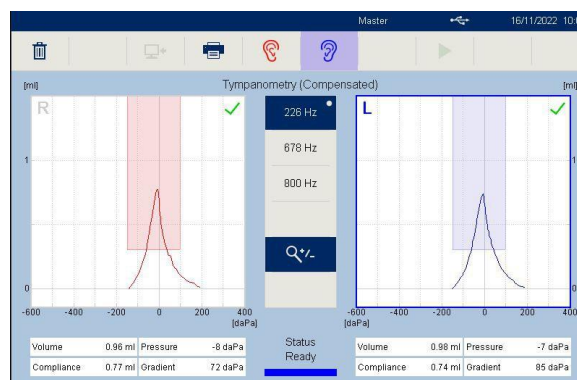 Master 16/11/2022 10:
Tympanometry (Compensated)
[ml]
[ml]
R
226 Hz
L
678 Hz
800 Hz
1
1
+/-
0
0
-600 -400 -200 0 200 400
-600 -400 -200 0 200 400
[daPa]
[daPa]
Status
Ready
Volume 0.96 ml Pressure -8 daPa
Compliance 0.77 ml Gradient 72 daPa
Volume 0.98 ml Pressure -7 daPa
Compliance 0.74 ml Gradient 85 daPa